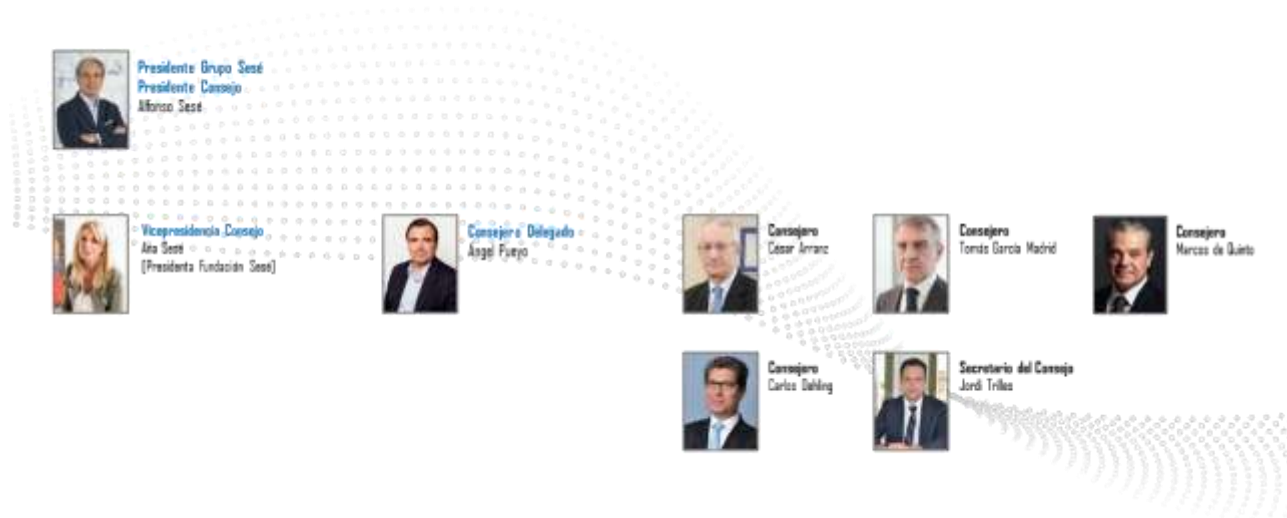 Presidente Grupo Sesé
Presidente Consejo
Alfonso Sesé
Vicepresidencia Consejo
Ana Sesé
[Presidenta Fundación Sesé]
Consejero Delegado
Ángel Pueyo
Consejero
César Arranz
Consejero
Tomás García Madrid
Consejero
Marcos de Quinto
Consejero
Carlos Dehling
Secretario del Consejo
Jordi Trilles